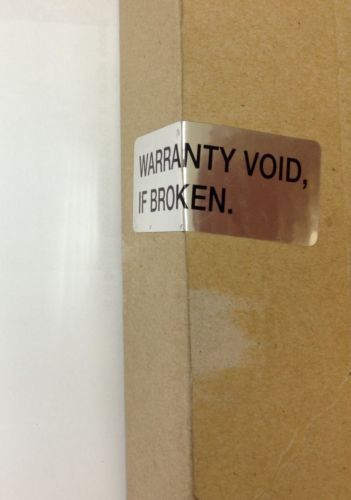 WARRANTY VOID,
IF BROKEN.